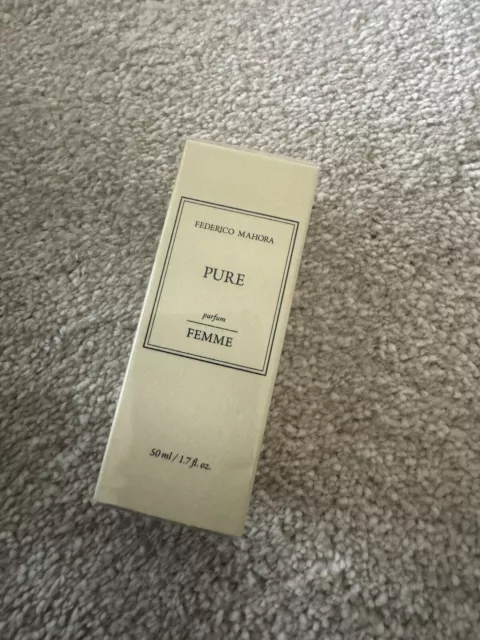 FEDERICO MAHORA
PURE
parfum
FEMME
50 ml / 1.7 fl. oz.